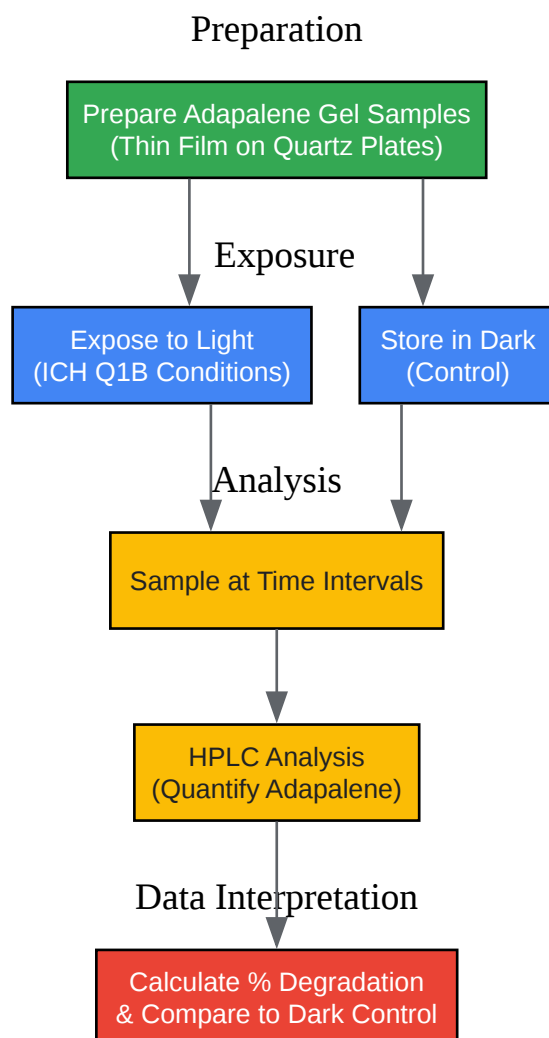 Preparation
Prepare Adapalene Gel Samples
(Thin Film on Quartz Plates)
Exposure
Expose to Light
(ICH Q1B Conditions)
Store in Dark
(Control)
Analysis
Sample at Time Intervals
HPLC Analysis
(Quantify Adapalene)
Data Interpretation
Calculate % Degradation
& Compare to Dark Control